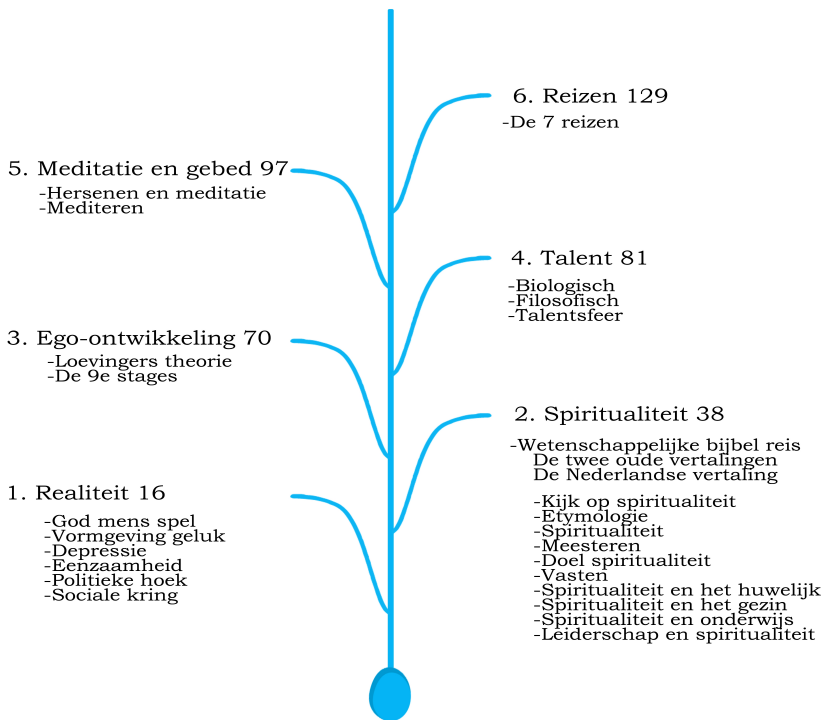 6. Reizen 129
-De 7 reizen
5. Meditatie en gebed 97
-Hersenen en meditatie
-Mediteren
4. Talent 81
-Biologisch
-Filosofisch
-Talentsfeer
3. Ego-ontwikkeling 70
-Loevingers theorie
-De 9e stages
2. Spiritualiteit 38
-Wetenschappelijke bijbel reis
De twee oude vertalingen
De Nederlandse vertaling
-Kijk op spiritualiteit
-Etymologie
-Spiritualiteit
-Meesteren
-Doel spiritualiteit
-Vasten
-Spiritualiteit en het huwelijk
-Spiritualiteit en het gezin
-Spiritualiteit en onderwijs
-Leiderschap en spiritualiteit
1. Realiteit 16
-God mens spel
-Vormgeving geluk
-Depressie
-Eenzaamheid
-Politieke hoek
-Sociale kring